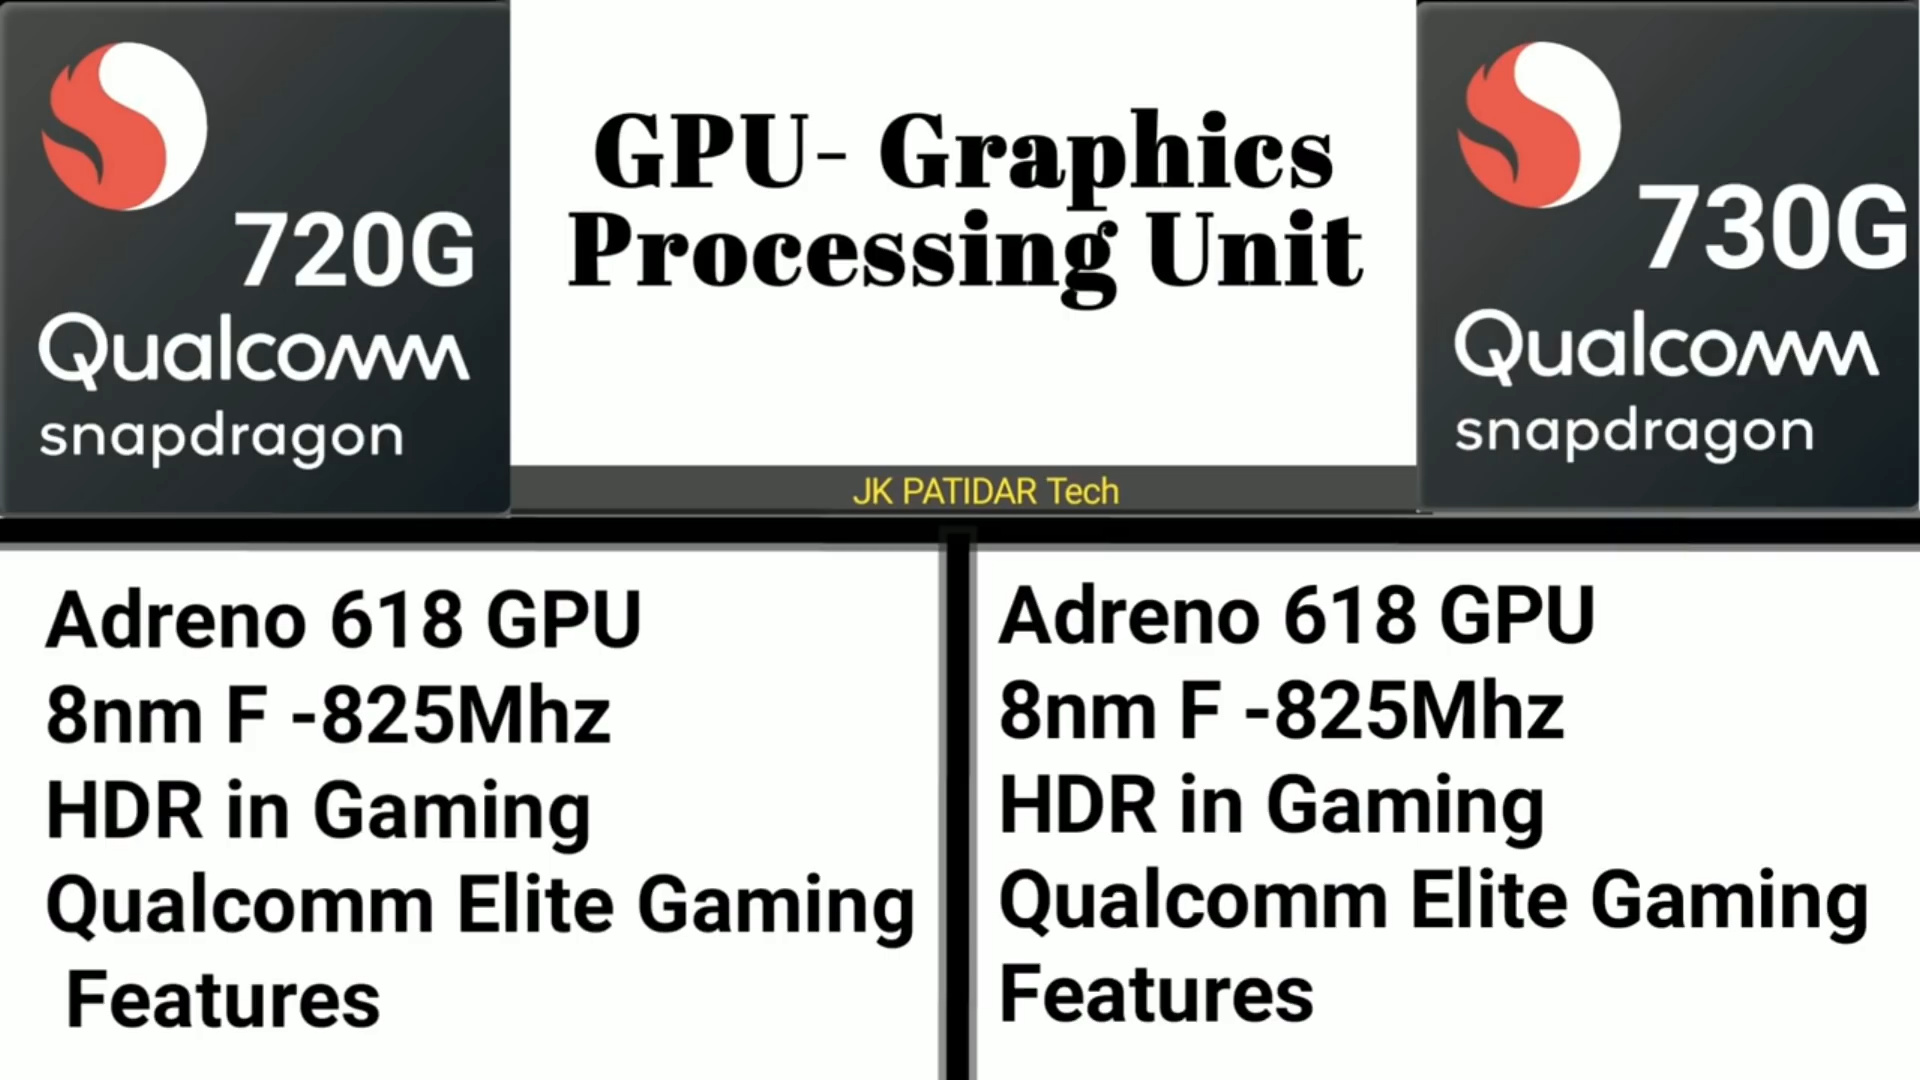 720G
Qualcomm
snapdragon
GPU- Graphics
Processing Unit
JK PATIDAR Tech
730G
Qualcomm
snapdragon
Adreno 618 GPU
8nm F -825Mhz
HDR in Gaming
Qualcomm Elite Gaming
Features
Adreno 618 GPU
8nm F -825Mhz
HDR in Gaming
Qualcomm Elite Gaming
Features